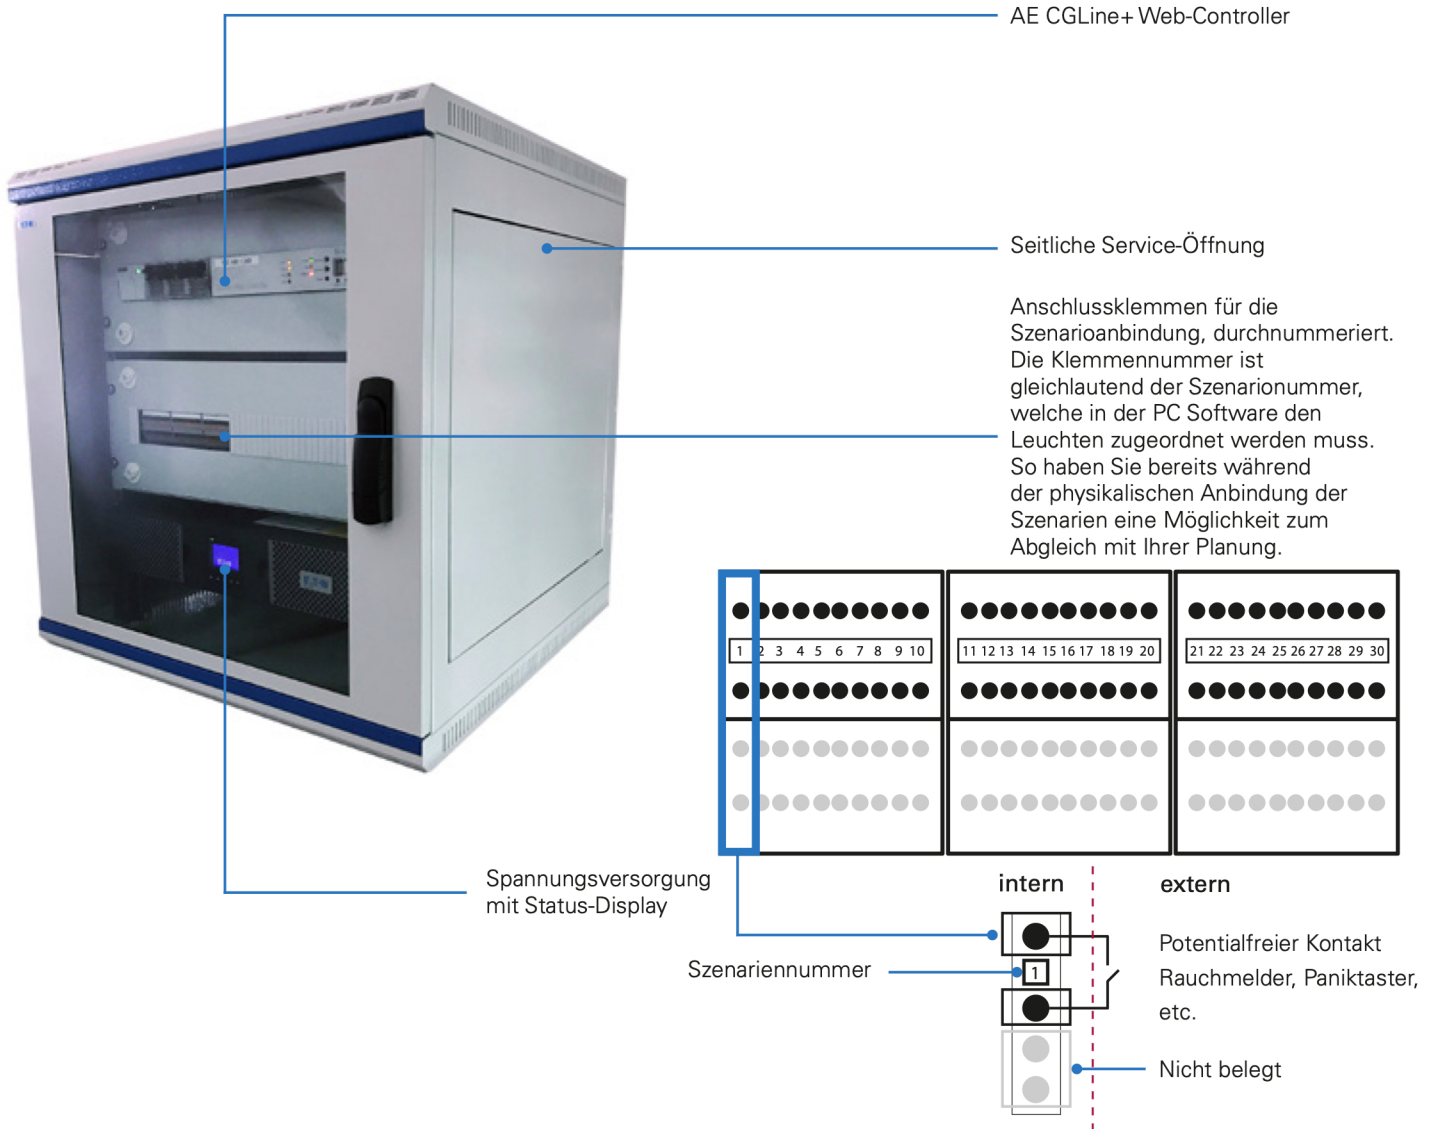 AE CGLine+ Web-Controller
Seitliche Service-Öffnung
Anschlussklemmen für die
Szenarioanbindung, durchnummeriert.
Die Klemmennummer ist
gleichlautend der Szenarionummer,
welche in der PC Software den
Leuchten zugeordnet werden muss.
So haben Sie bereits während
der physikalischen Anbindung der
Szenarien eine Möglichkeit zum
Abgleich mit Ihrer Planung.
1 2 3 4 5 6 7 8 9 10
11 12 13 14 15 16 17 18 19 20
21 22 23 24 25 26 27 28 29 30
Spannungsversorgung
mit Status-Display
intern
extern
Potentialfreier Kontakt
Rauchmelder, Paniktaster,
etc.
Szenariennummer
1
Nicht belegt
EATON